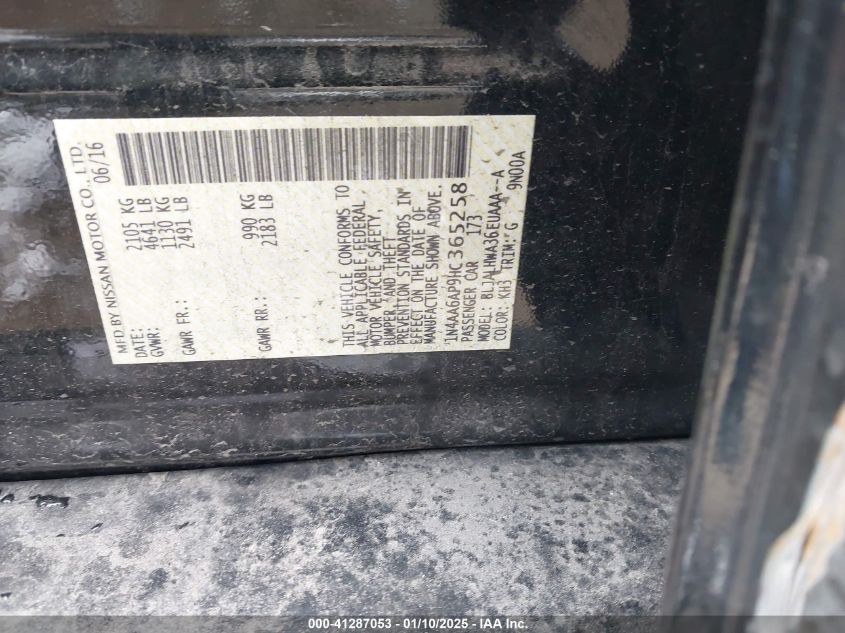 MFD BY NISSAN MOTOR CO., LTD.
DATE: 06/16
GVWR: 2105 KG
4641 LB
GAWR FR.: 1130 KG
2491 LB
GAWR RR.: 990 KG
2183 LB
THIS VEHICLE CONFORMS TO
ALL APPLICABLE FEDERAL
MOTOR VEHICLE SAFETY,
BUMPER, AND THEFT
PREVENTION STANDARDS IN
EFFECT ON THE DATE OF
MANUFACTURE SHOWN ABOVE.
1N4AA6AP9HC365258
PASSENGER CAR 173
MODEL: BLJALHWA36EUAAA--A
COLOR: KH3 TRIM: G 9N00A
000-41287053 - 01/10/2025 - IAA Inc.